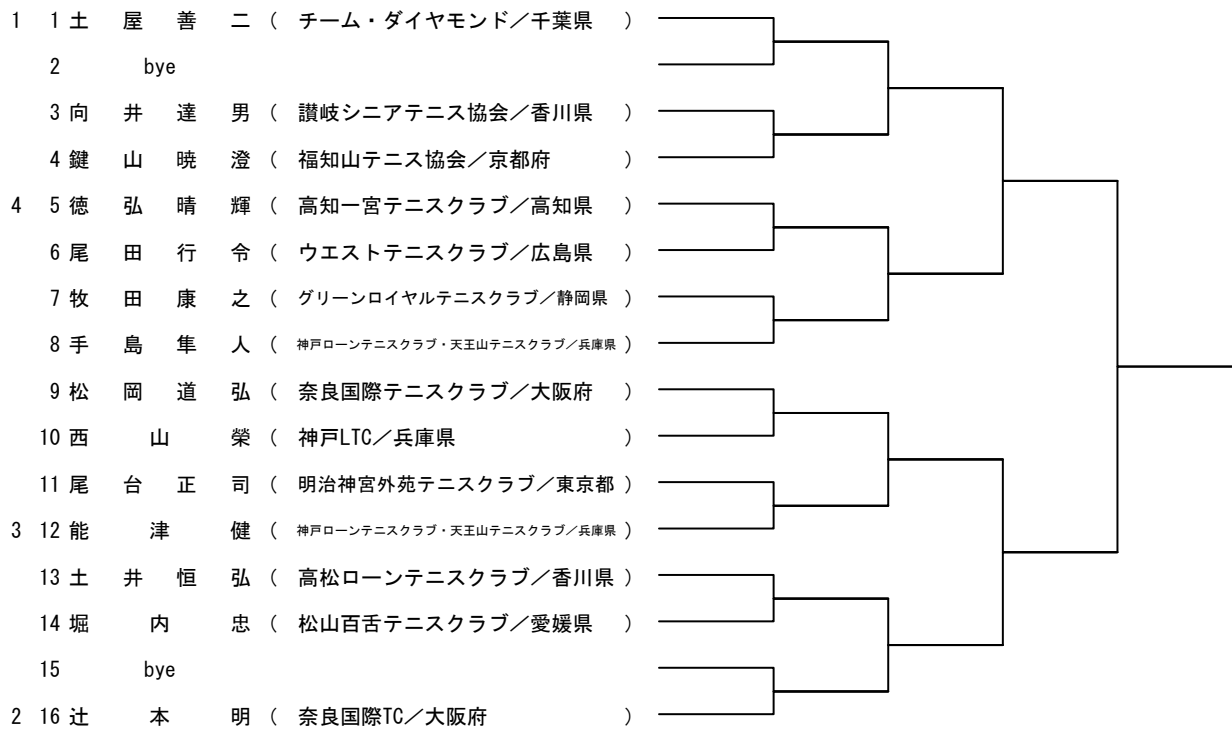 1 1 土屋善二 ( チーム・ダイヤモンド／千葉県 )
2 bye
3 向井達男 ( 讃岐シニアテニス協会／香川県 )
4 鍵山暁澄 ( 福知山テニス協会／京都府 )
4 5 徳弘晴輝 ( 高知一宮テニスクラブ／高知県 )
6 尾田行令 ( ウエストテニスクラブ／広島県 )
7 牧田康之 ( グリーンロイヤルテニスクラブ／静岡県 )
8 手島隼人 ( 神戸ローンテニスクラブ・天王山テニスクラブ／兵庫県 )
9 松岡道弘 ( 奈良国際テニスクラブ／大阪府 )
10 西山榮 ( 神戸LTC／兵庫県 )
11 尾台正司 ( 明治神宮外苑テニスクラブ／東京都 )
3 12 能津健 ( 神戸ローンテニスクラブ・天王山テニスクラブ／兵庫県 )
13 土井恒弘 ( 高松ローンテニスクラブ／香川県 )
14 堀内忠 ( 松山百舌テニスクラブ／愛媛県 )
15 bye
2 16 辻本明 ( 奈良国際TC／大阪府 )